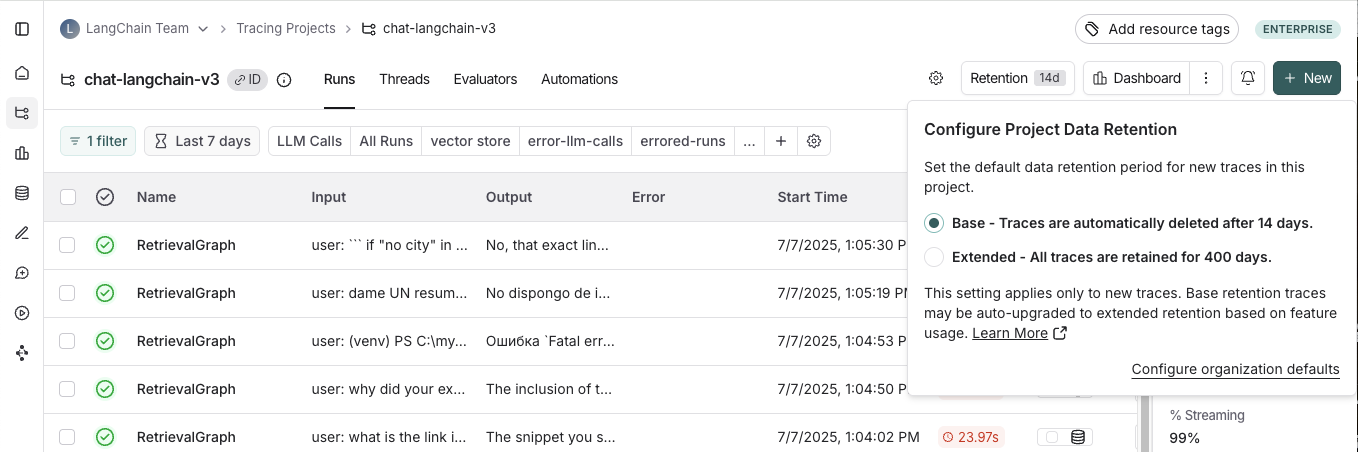 L LangChain Team > Tracing Projects > chat-langchain-v3
Add resource tags
ENTERPRISE
chat-langchain-v3 ID
Runs Threads Evaluators Automations
Retention 14d Dashboard + New
1 filter Last 7 days LLM Calls All Runs vector store error-llm-calls errored-runs ... +
Name Input Output Error Start Time
RetrievalGraph user: ``` if "no city" in ... No, that exact lin... 7/7/2025, 1:05:30 P
RetrievalGraph user: dame UN resum... No dispongo de i... 7/7/2025, 1:05:19 PM
RetrievalGraph user: (venv) PS C:\my... Ошибка `Fatal err... 7/7/2025, 1:04:53 P
RetrievalGraph user: why did your ex... The inclusion of t... 7/7/2025, 1:04:50 P
RetrievalGraph user: what is the link i... The snippet you s... 7/7/2025, 1:04:02 PM 23.97s
Configure Project Data Retention
Set the default data retention period for new traces in this
project.
Base - Traces are automatically deleted after 14 days.
Extended - All traces are retained for 400 days.
This setting applies only to new traces. Base retention traces
may be auto-upgraded to extended retention based on feature
usage. Learn More
Configure organization defaults
% Streaming
99%